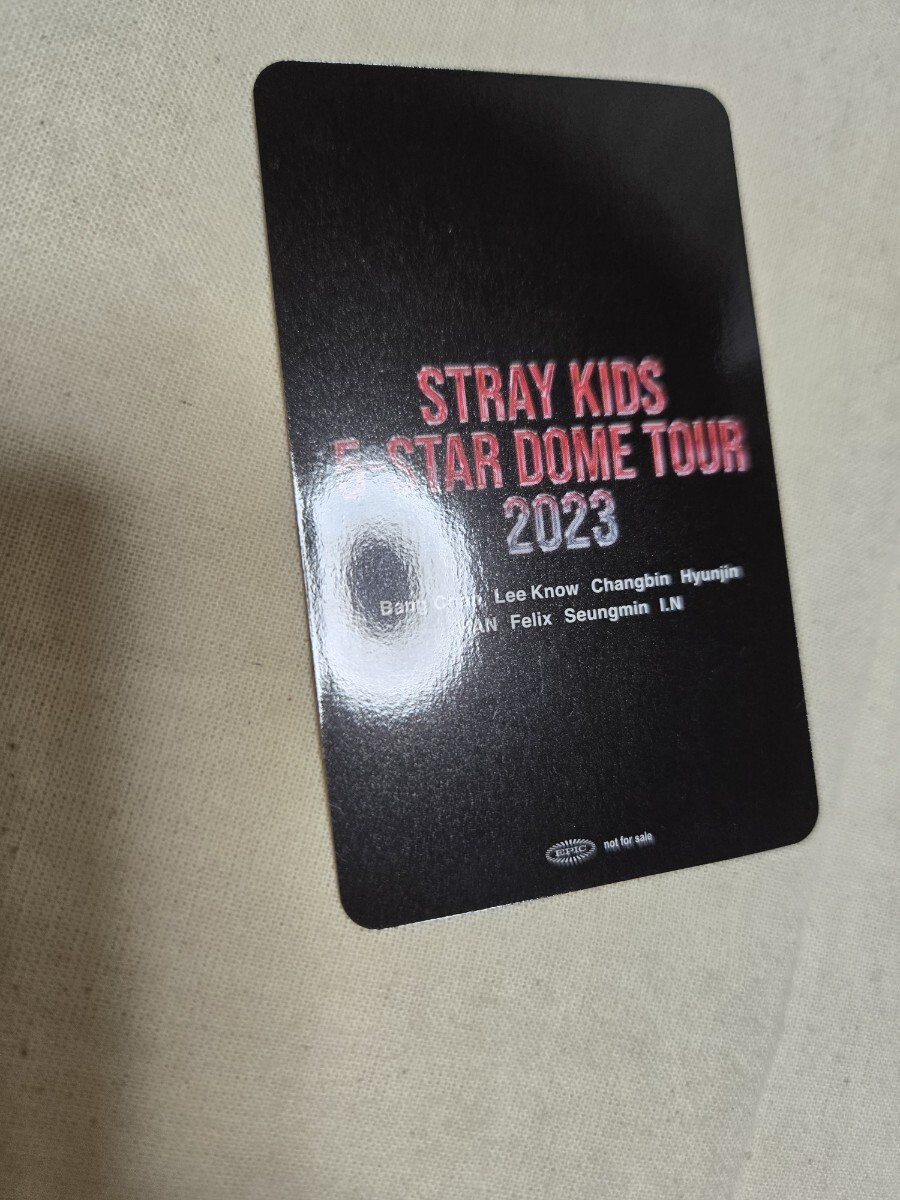 STRAY KIDS
5-STAR DOME TOUR
2023
Bang Chan Lee Know Changbin Hyunjin
HAN Felix Seungmin I.N
EPIC not for sale